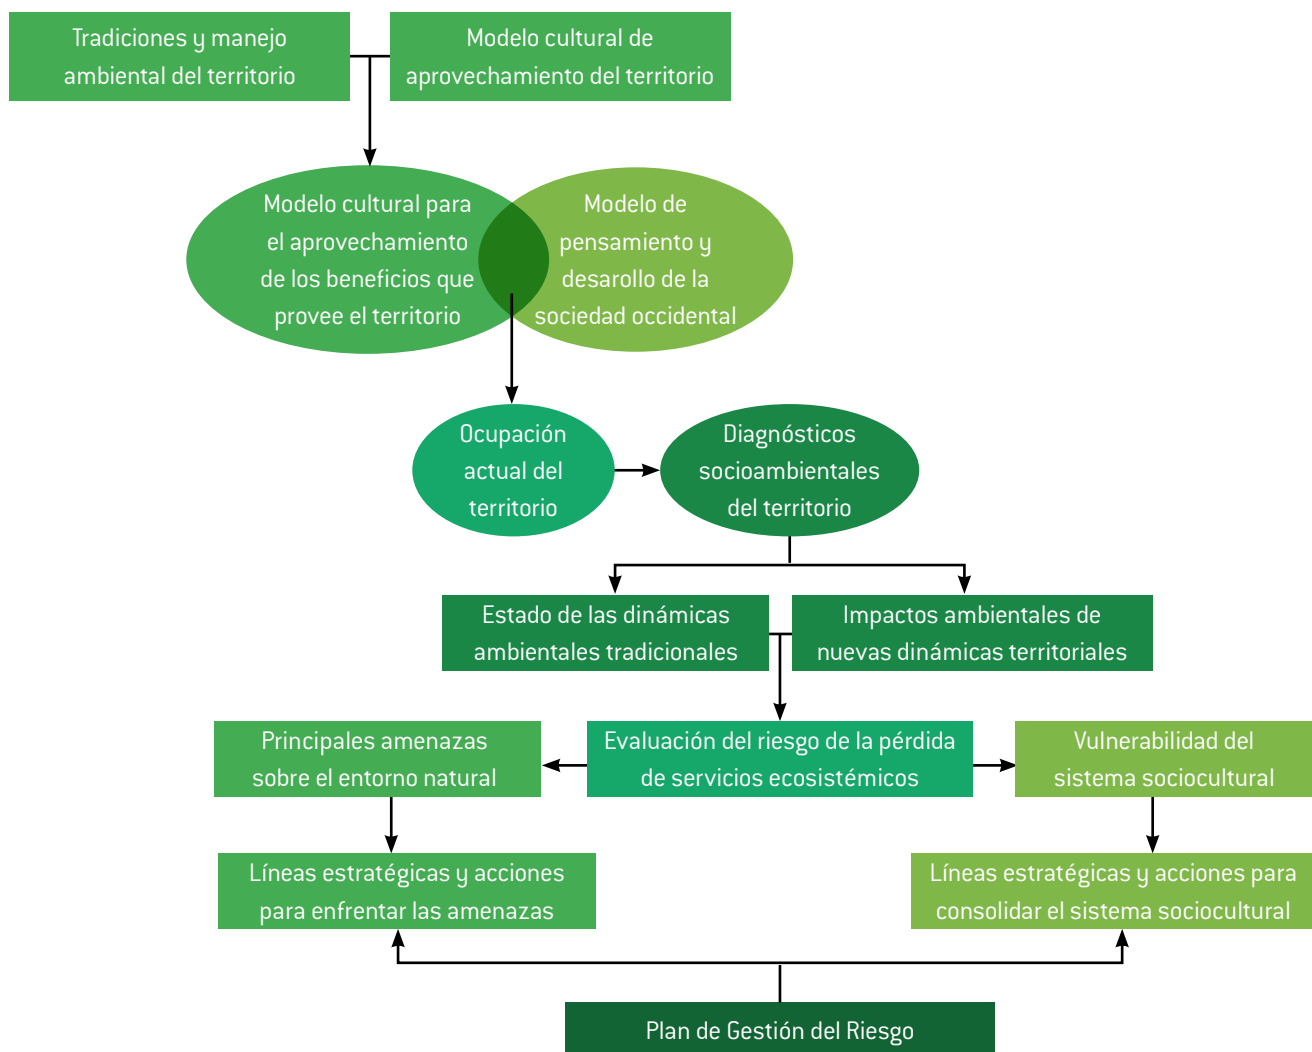 Tradiciones y manejo
ambiental del territorio
Modelo cultural de
aprovechamiento del territorio
Modelo cultural para
el aprovechamiento
de los beneficios que
provee el territorio
Modelo de
pensamiento y
desarollo de la
sociedad occidental
Ocupación
actual del
territorio
Diagnósticos
socioambientales
del territorio
Estado de las dinámicas
ambientales tradicionales
Impactos ambientales de
nuevas dinámicas territoriales
Principales amenazas
sobre el entorno natural
Evaluación del riesgo de la pérdida
de servicios ecosistémicos
Vulnerabilidad del
sistema sociocultural
Líneas estratégicas y acciones
para enfrentar las amenazas
Líneas estratégicas y acciones para
consolidar el sistema sociocultural
Plan de Gestión del Riesgo